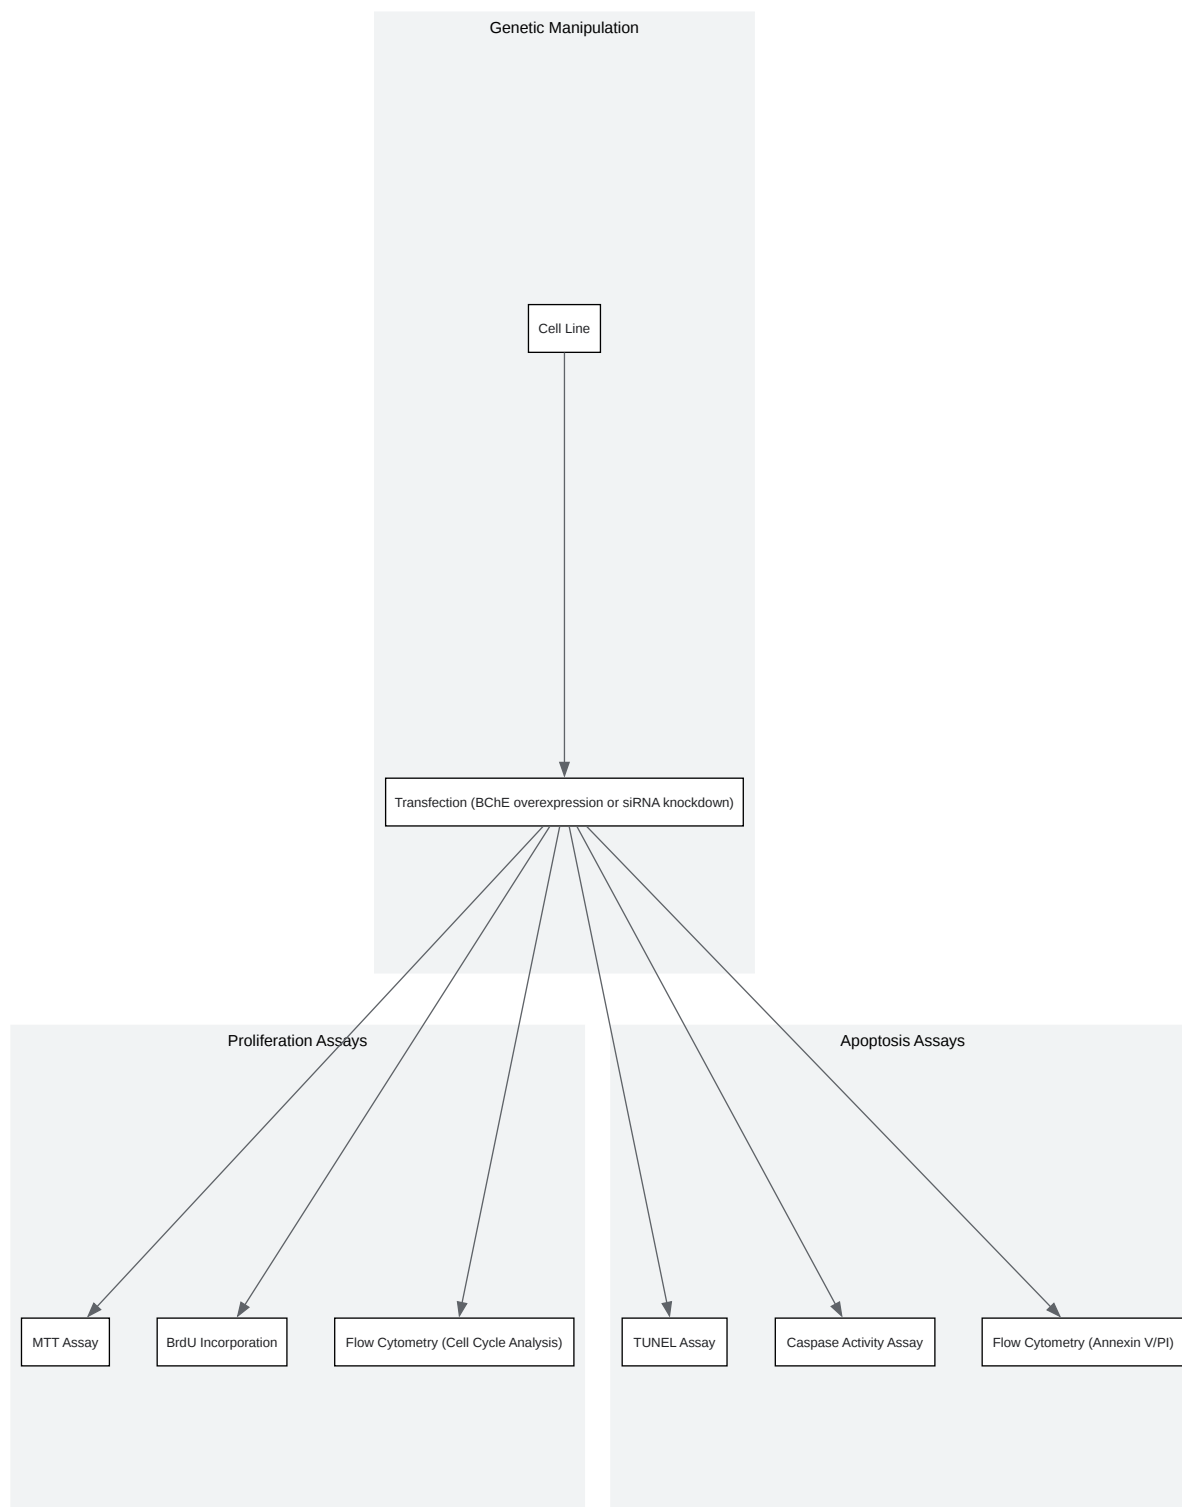 Genetic Manipulation
Cell Line
Transfection (BChE overexpression or siRNA knockdown)
Proliferation Assays
MTT Assay
BrdU Incorporation
Flow Cytometry (Cell Cycle Analysis)
Apoptosis Assays
TUNEL Assay
Caspase Activity Assay
Flow Cytometry (Annexin V/PI)